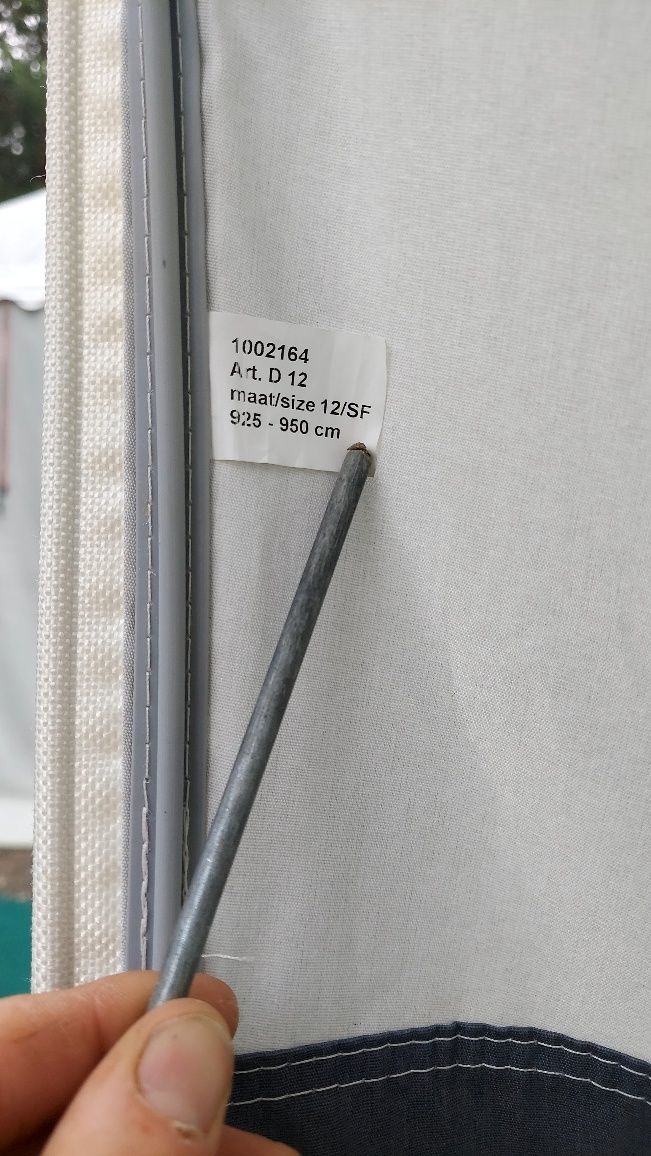 1002164
Art. D 12
maat/size 12/SF
925 - 950 cm